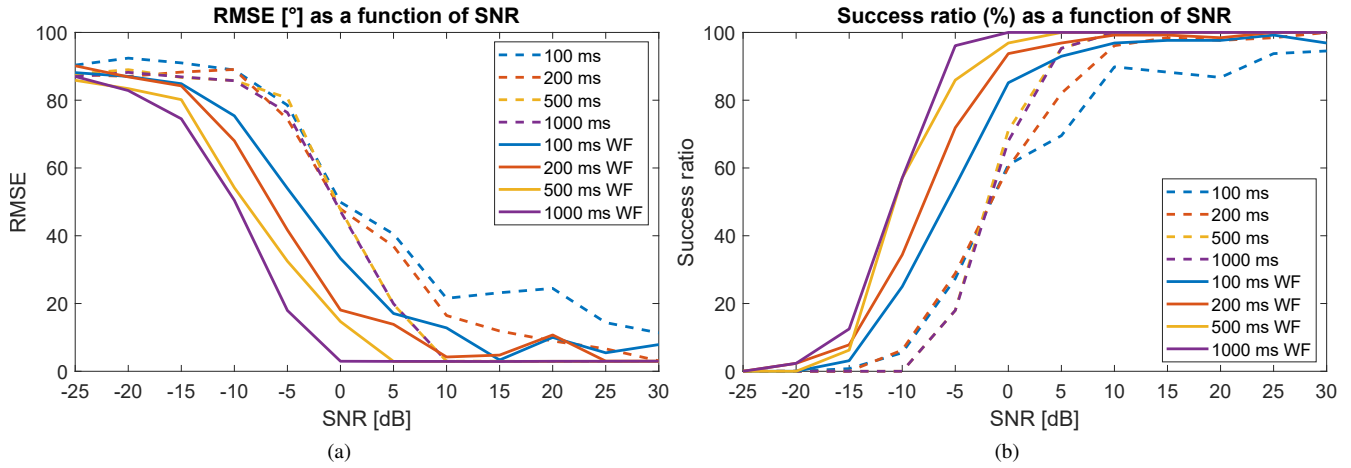 RMSE [°] as a function of SNR
100
80
60
40
20
0
RMSE
-25 -20 -15 -10 -5 0 5 10 15 20 25 30
SNR [dB]
100 ms
200 ms
500 ms
1000 ms
100 ms WF
200 ms WF
500 ms WF
1000 ms WF
(a)
Success ratio (%) as a function of SNR
100
80
60
40
20
0
Success ratio
-25 -20 -15 -10 -5 0 5 10 15 20 25 30
SNR [dB]
100 ms
200 ms
500 ms
1000 ms
100 ms WF
200 ms WF
500 ms WF
1000 ms WF
(b)